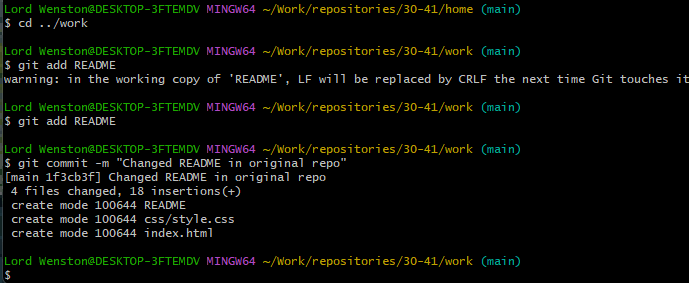 Lord Wenston@DESKTOP-3FTEMDV MINGW64 ~/Work/repositories/30-41/home (main)
$ cd ../work
Lord Wenston@DESKTOP-3FTEMDV MINGW64 ~/Work/repositories/30-41/work (main)
$ git add README
warning: in the working copy of 'README', LF will be replaced by CRLF the next time Git touches it
Lord Wenston@DESKTOP-3FTEMDV MINGW64 ~/Work/repositories/30-41/work (main)
$ git add README
Lord Wenston@DESKTOP-3FTEMDV MINGW64 ~/Work/repositories/30-41/work (main)
$ git commit -m "Changed README in original repo"
[main 1f3cb3f] Changed README in original repo
 4 files changed, 18 insertions(+)
 create mode 100644 README
 create mode 100644 css/style.css
 create mode 100644 index.html
Lord Wenston@DESKTOP-3FTEMDV MINGW64 ~/Work/repositories/30-41/work (main)
$